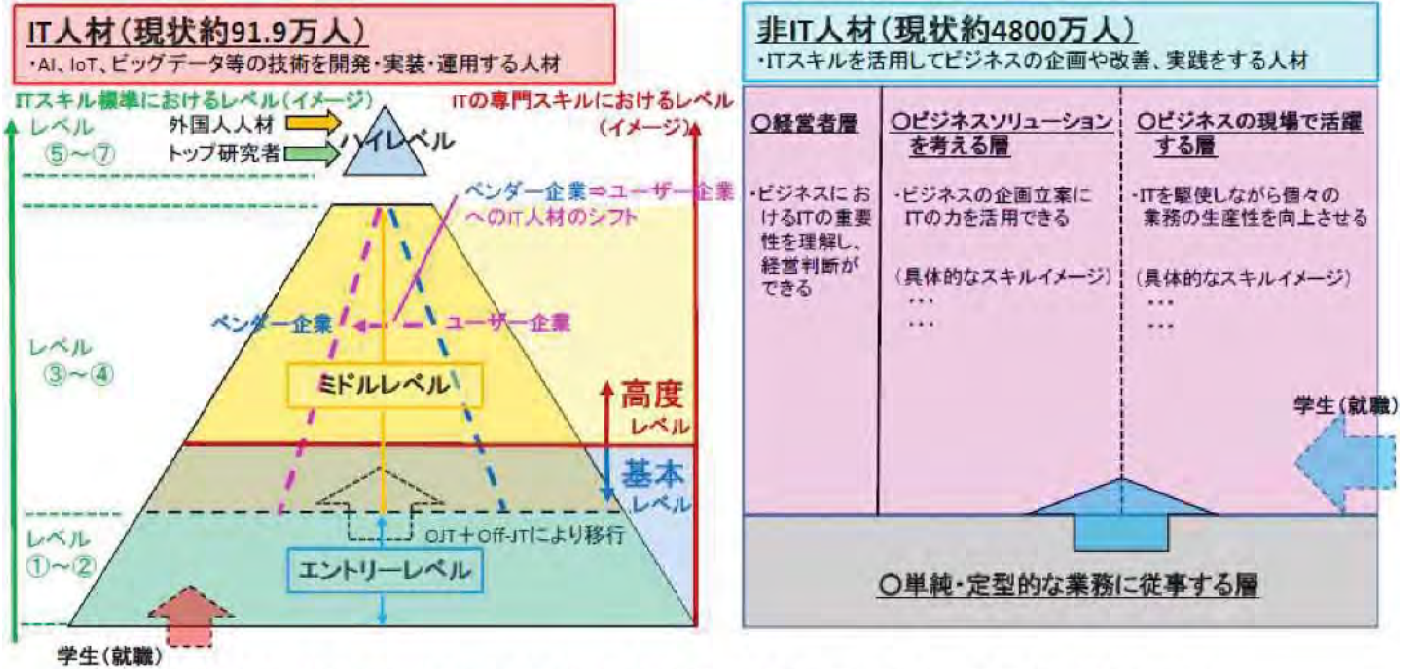 IT人材（現状約91.9万人）
・AI、IoT、ビッグデータ等の技術を開発・実装・運用する人材
ITスキル標準におけるレベル（イメージ）
ITの専門スキルにおけるレベル
（イメージ）
レベル
⑤～⑦
外国人人材
トップ研究者
ハイレベル
ベンダー企業⇒ユーザー企業
へのIT人材のシフト
ベンダー企業
ユーザー企業
レベル
③～④
ミドルレベル
高度
レベル
基本
レベル
OJT＋Off-JTにより移行
レベル
①～②
エントリーレベル
学生（就職）
非IT人材（現状約4800万人）
・ITスキルを活用してビジネスの企画や改善、実践をする人材
○経営者層
・ビジネスにお
けるITの重要
性を理解し、
経営判断が
できる
○ビジネスソリューション
を考える層
・ビジネスの企画立案に
ITの力を活用できる
（具体的なスキルイメージ）
・・・
・・・
○ビジネスの現場で活躍
する層
・ITを駆使しながら個々の
業務の生産性を向上させる
（具体的なスキルイメージ）
・・・
・・・
学生（就職）
○単純・定型的な業務に従事する層